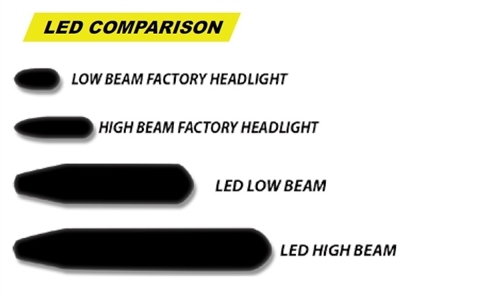 LED COMPARISON
LOW BEAM FACTORY HEADLIGHT
HIGH BEAM FACTORY HEADLIGHT
LED LOW BEAM
LED HIGH BEAM